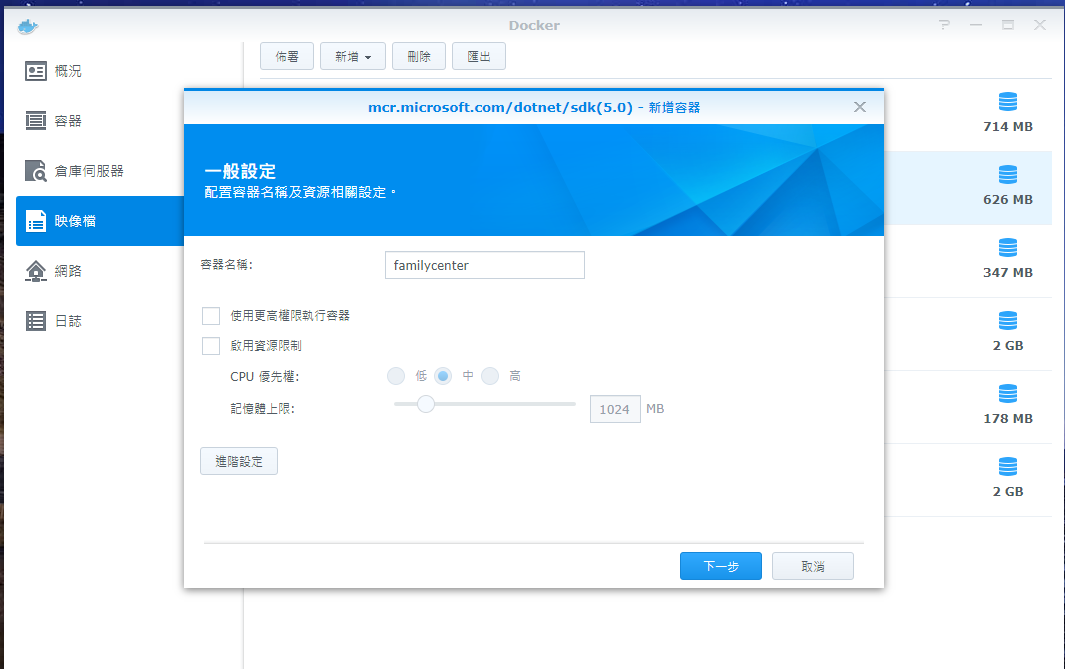 Docker
佈署 新增 刪除 匯出
概況
容器
倉庫伺服器
映像檔
網路
日誌
mcr.microsoft.com/dotnet/sdk(5.0) - 新增容器
一般設定
配置容器名稱及資源相關設定。
容器名稱: familycenter
使用更高權限執行容器
啟用資源限制
CPU 優先權: 低 中 高
記憶體上限: 1024 MB
進階設定
下一步 取消
714 MB
626 MB
347 MB
2 GB
178 MB
2 GB